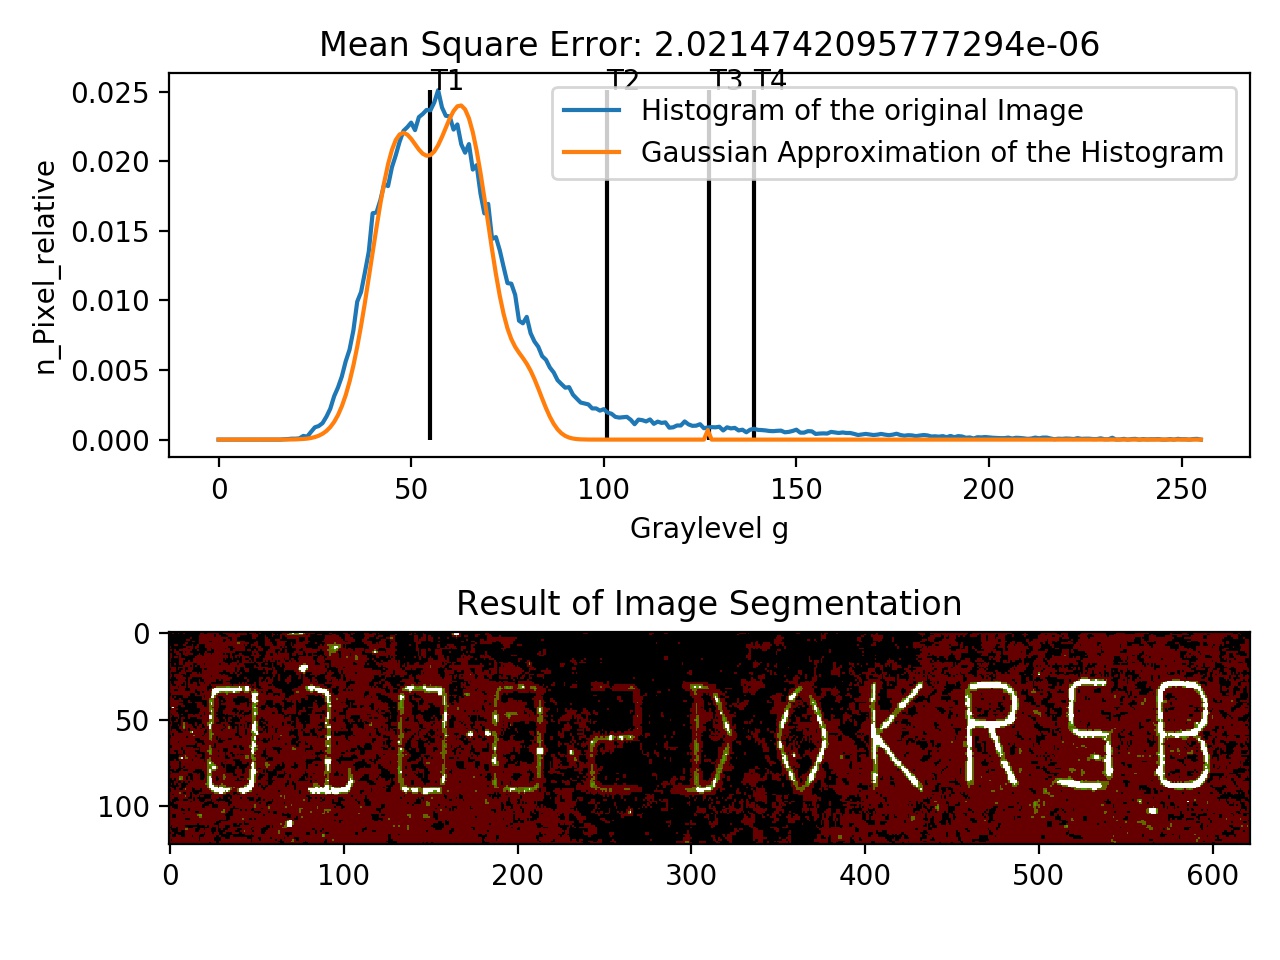 Mean Square Error: 2.0214742095777294e-06
T1 T2 T3 T4
Histogram of the original Image
Gaussian Approximation of the Histogram
n_Pixel_relative
0.025
0.020
0.015
0.010
0.005
0.000
0 50 100 150 200 250
Graylevel g
Result of Image Segmentation
0
50
100
010820()KRSB
0 100 200 300 400 500 600